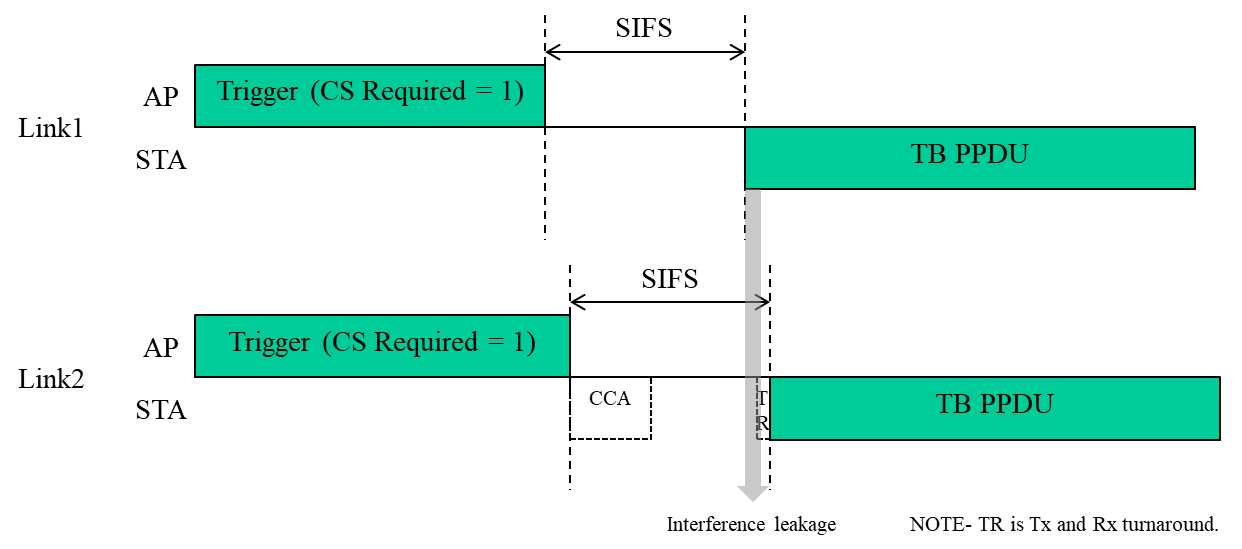 SIFS
AP
Trigger (CS Required = 1)
Link1
STA
TB PPDU
SIFS
AP
Trigger (CS Required = 1)
Link2
STA
CCA
T
R
TB PPDU
Interference leakage
NOTE- TR is Tx and Rx turnaround.